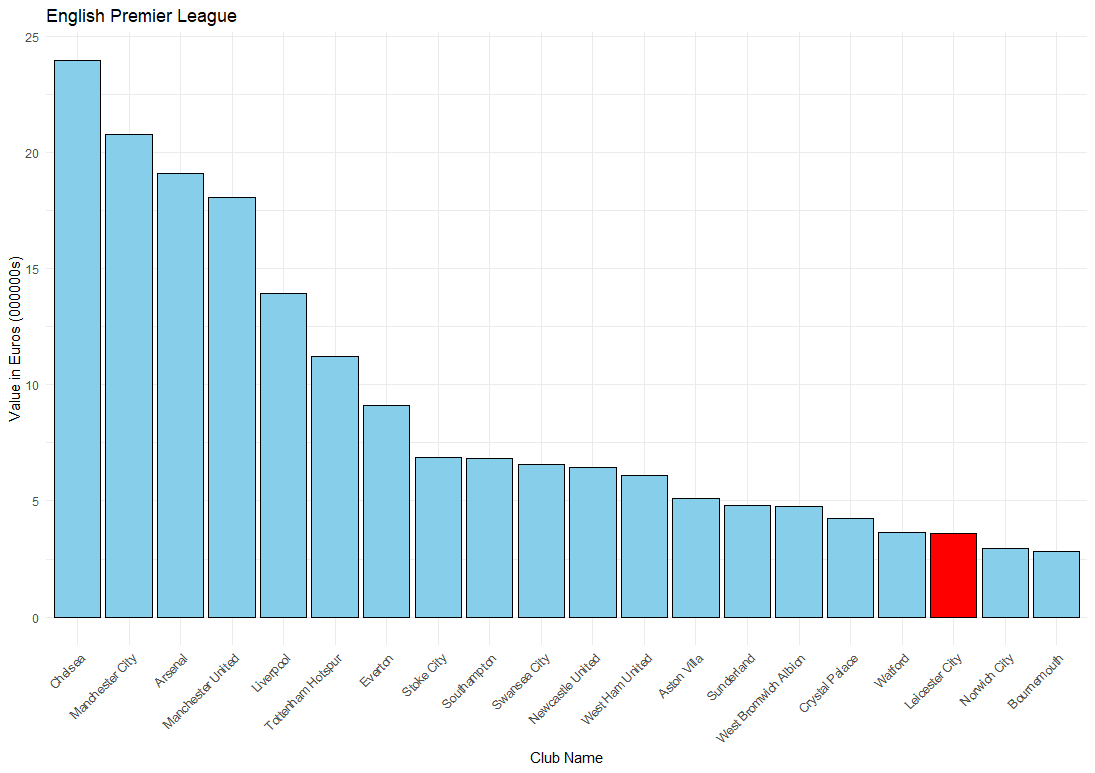 English Premier League
Value in Euros (000000s)
25
20
15
10
5
0
Chelsea
Manchester City
Arsenal
Manchester United
Liverpool
Tottenham Hotspur
Everton
Stoke City
Southampton
Swansea City
Newcastle United
West Ham United
Aston Villa
Sunderland
West Bromwich Albion
Crystal Palace
Watford
Leicester City
Norwich City
Bournemouth
Club Name